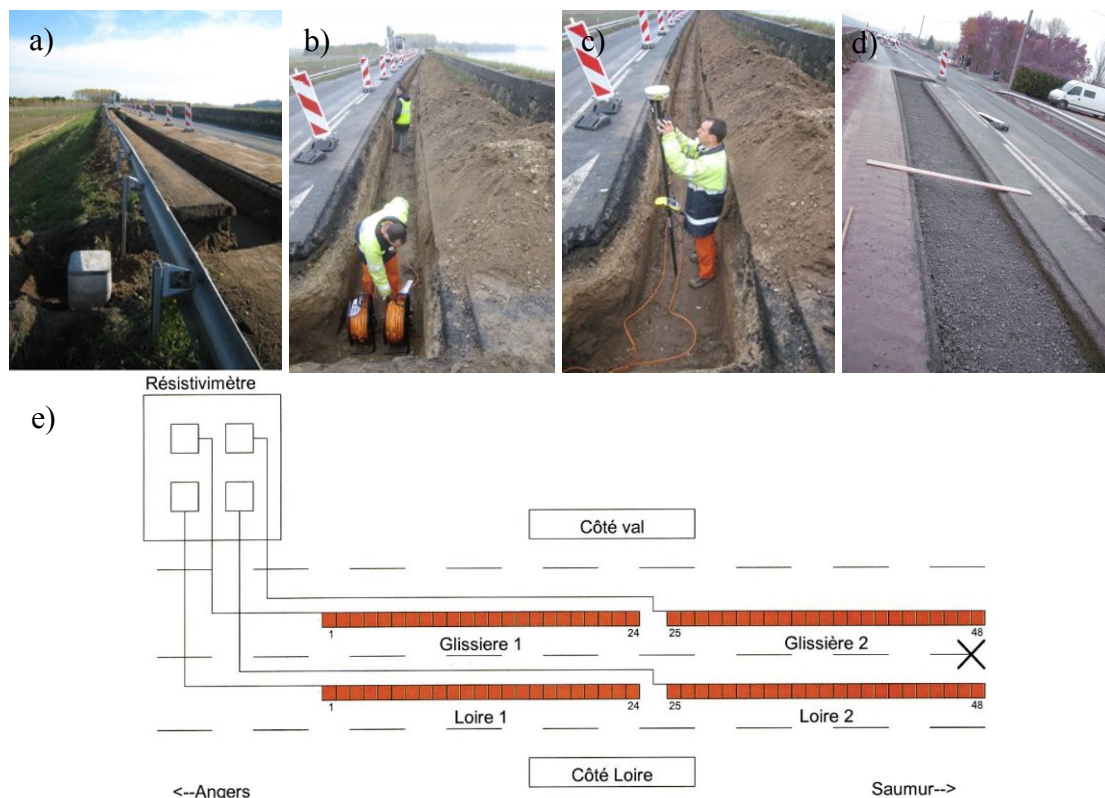 a)
b)
c)
d)
Résistivimètre
e)
Côté val
1
24
25
48
Glissiere 1
Glissière 2
1
24
25
48
Loire 1
Loire 2
Côté Loire
<--Angers
Saumur-->